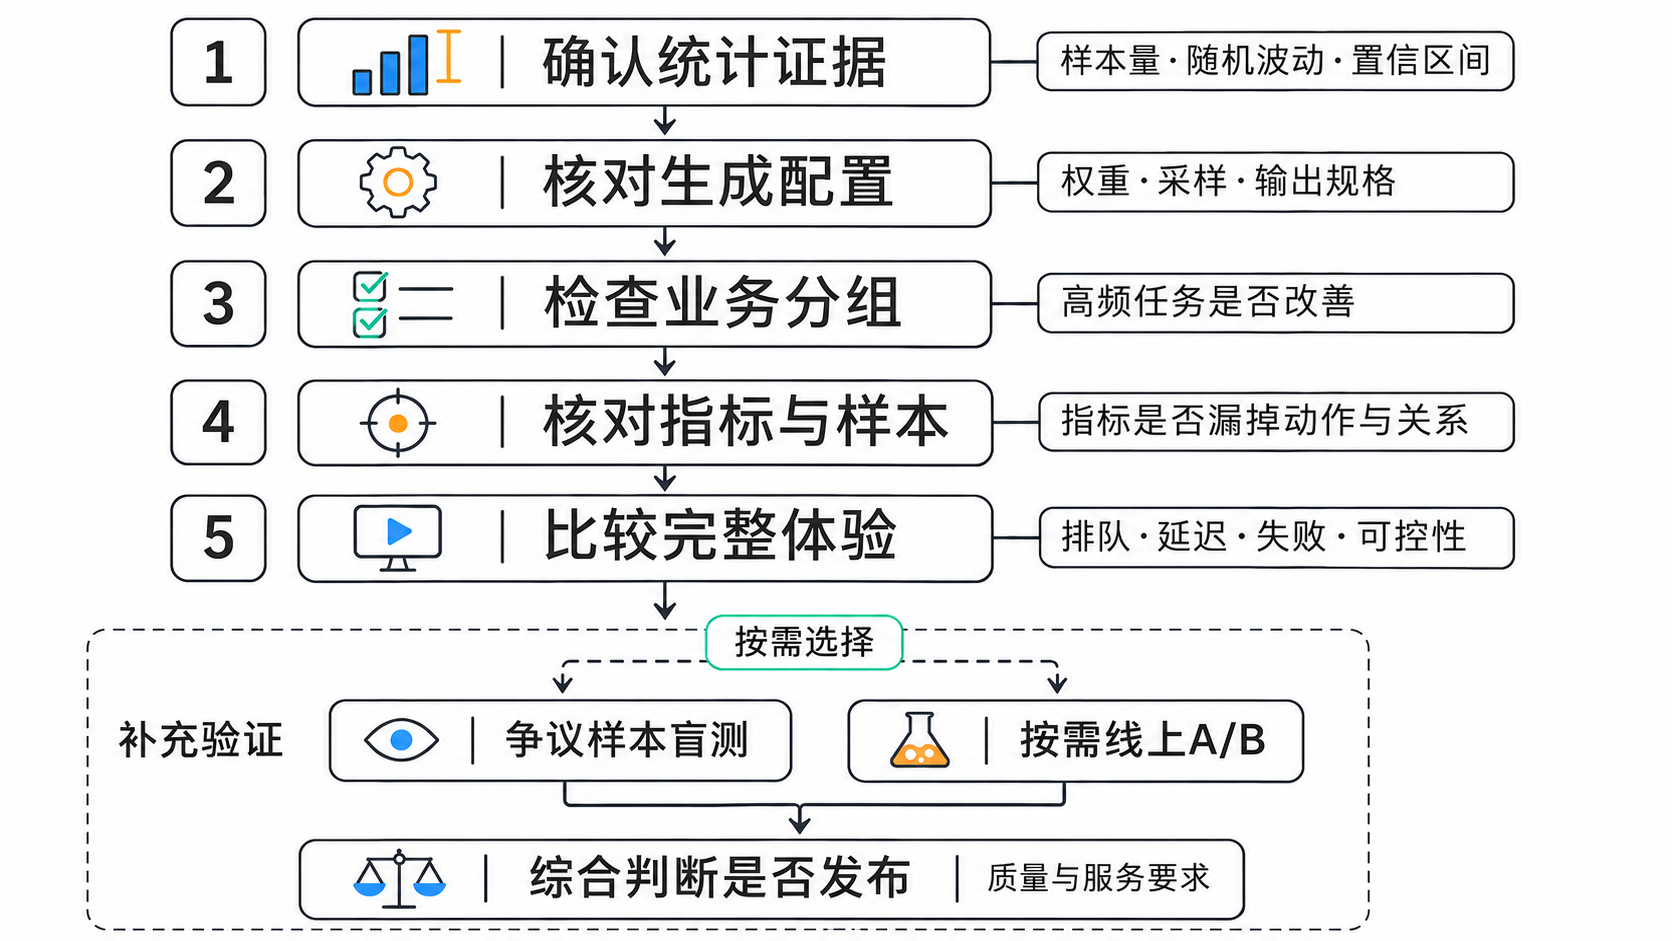 1
确认统计证据
样本量·随机波动·置信区间
2
核对生成配置
权重·采样·输出规格
3
检查业务分组
高频任务是否改善
4
核对指标与样本
指标是否漏掉动作与关系
5
比较完整体验
排队·延迟·失败·可控性
按需选择
补充验证
争议样本盲测
按需线上A/B
综合判断是否发布
质量与服务要求